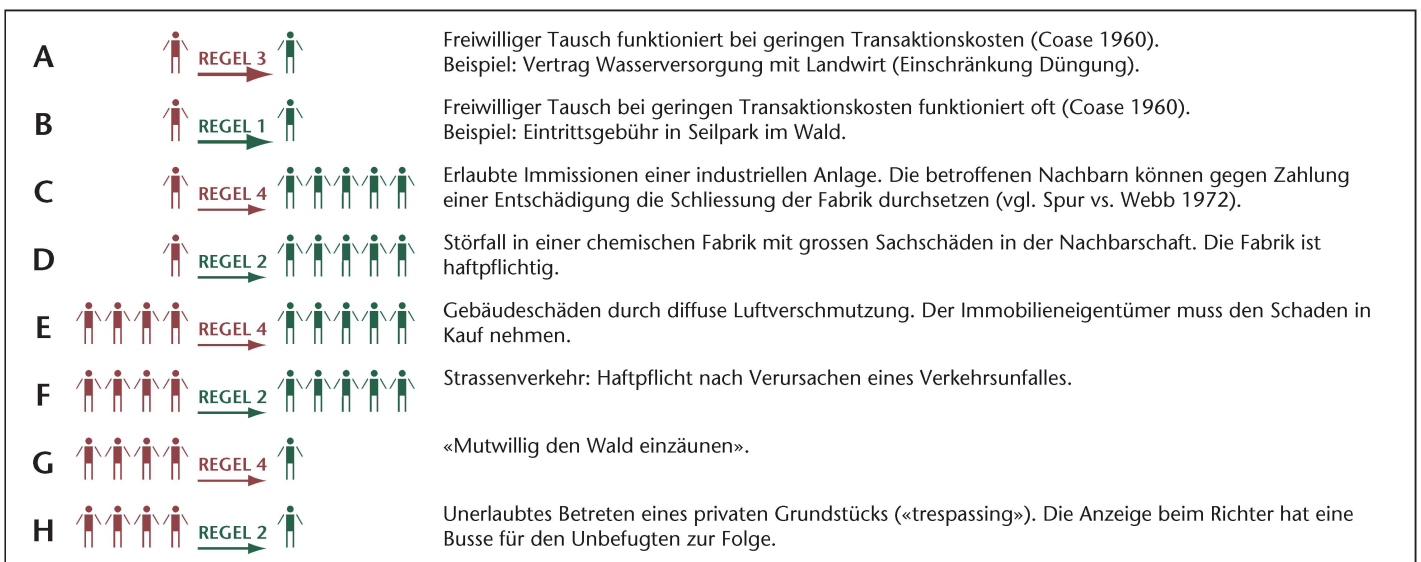 A
REGEL 3
Freiwilliger Tausch funktioniert bei geringen Transaktionskosten (Coase 1960).
Beispiel: Vertrag Wasserversorgung mit Landwirt (Einschränkung Düngung).
B
REGEL 1
Freiwilliger Tausch bei geringen Transaktionskosten funktioniert oft (Coase 1960).
Beispiel: Eintrittsgebühr in Seilpark im Wald.
C
REGEL 4
Erlaubte Immissionen einer industriellen Anlage. Die betroffenen Nachbarn können gegen Zahlung
einer Entschädigung die Schliessung der Fabrik durchsetzen (vgl. Spur vs. Webb 1972).
D
REGEL 2
Störfall in einer chemischen Fabrik mit grossen Sachschäden in der Nachbarschaft. Die Fabrik ist
haftpflichtig.
E
REGEL 4
Gebäudeschäden durch diffuse Luftverschmutzung. Der Immobilieneigentümer muss den Schaden in
Kauf nehmen.
F
REGEL 2
Strassenverkehr: Haftpflicht nach Verursachen eines Verkehrsunfalles.
G
REGEL 4
«Mutwillig den Wald einzäunen».
H
REGEL 2
Unerlaubtes Betreten eines privaten Grundstücks («trespassing»). Die Anzeige beim Richter hat eine
Busse für den Unbefugten zur Folge.